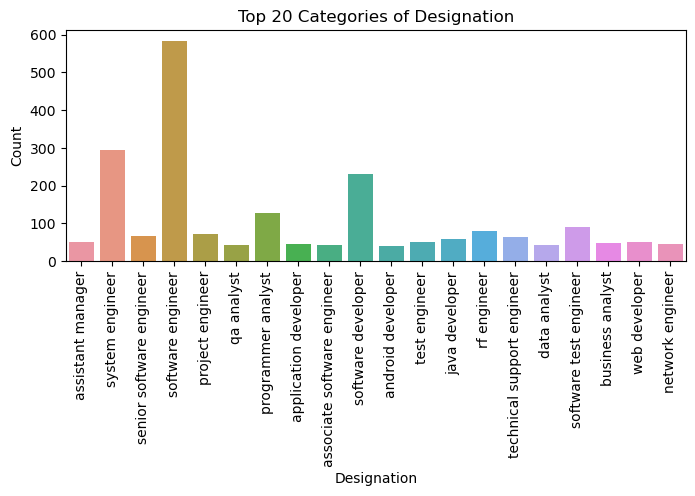 Top 20 Categories of Designation
600
500
400
300
200
100
0
Count
assistant manager
system engineer
senior software engineer
software engineer
project engineer
qa analyst
programmer analyst
application developer
associate software engineer
software developer
android developer
test engineer
java developer
rf engineer
technical support engineer
data analyst
software test engineer
business analyst
web developer
network engineer
Designation